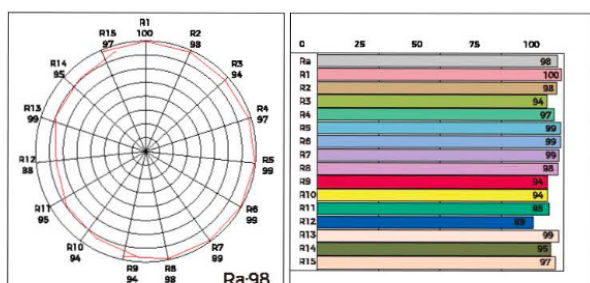 R1
100
R2
98
R3
94
R4
97
R5
99
R6
99
R7
99
R8
98
R9
94
R10
94
R11
95
R12
88
R13
99
R14
95
R15
97
Ra:98
0 25 50 75 100
Ra 98
R1 100
R2 98
R3 94
R4 97
R5 99
R6 99
R7 99
R8 98
R9 94
R10 94
R11 95
R12 88
R13 99
R14 95
R15 97